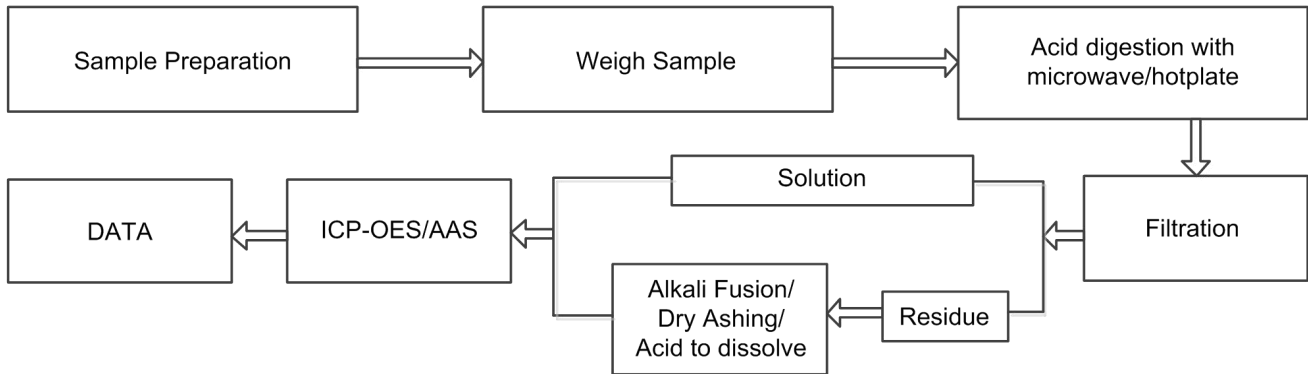 Sample Preparation
Weigh Sample
Acid digestion with
microwave/hotplate
Filtration
Solution
Residue
Alkali Fusion/
Dry Ashing/
Acid to dissolve
ICP-OES/AAS
DATA